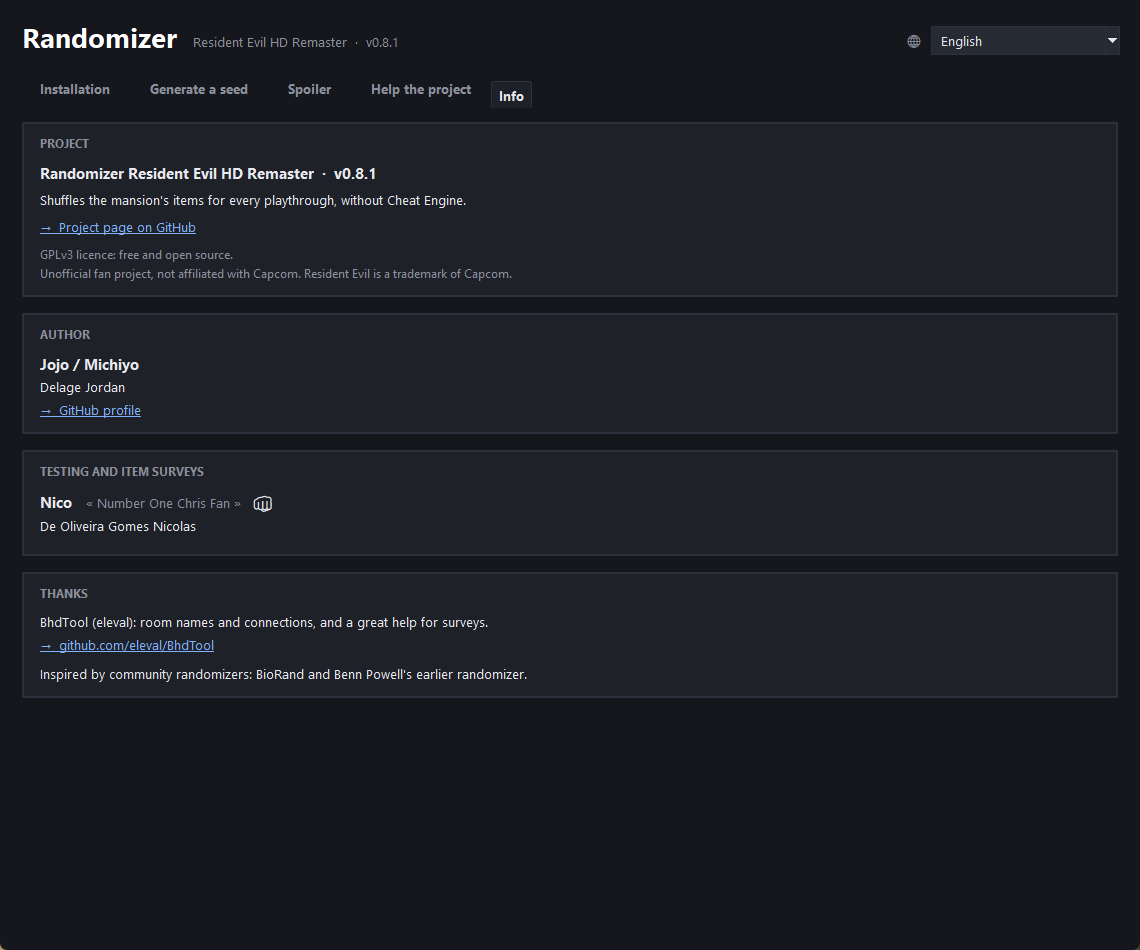 Randomizer Resident Evil HD Remaster · v0.8.1
English
Installation Generate a seed Spoiler Help the project Info
PROJECT
Randomizer Resident Evil HD Remaster · v0.8.1
Shuffles the mansion's items for every playthrough, without Cheat Engine.
→ Project page on GitHub
GPLv3 licence: free and open source.
Unofficial fan project, not affiliated with Capcom. Resident Evil is a trademark of Capcom.
AUTHOR
Jojo / Michiyo
Delage Jordan
→ GitHub profile
TESTING AND ITEM SURVEYS
Nico « Number One Chris Fan »
De Oliveira Gomes Nicolas
THANKS
BhdTool (eleval): room names and connections, and a great help for surveys.
→ github.com/eleval/BhdTool
Inspired by community randomizers: BioRand and Benn Powell's earlier randomizer.